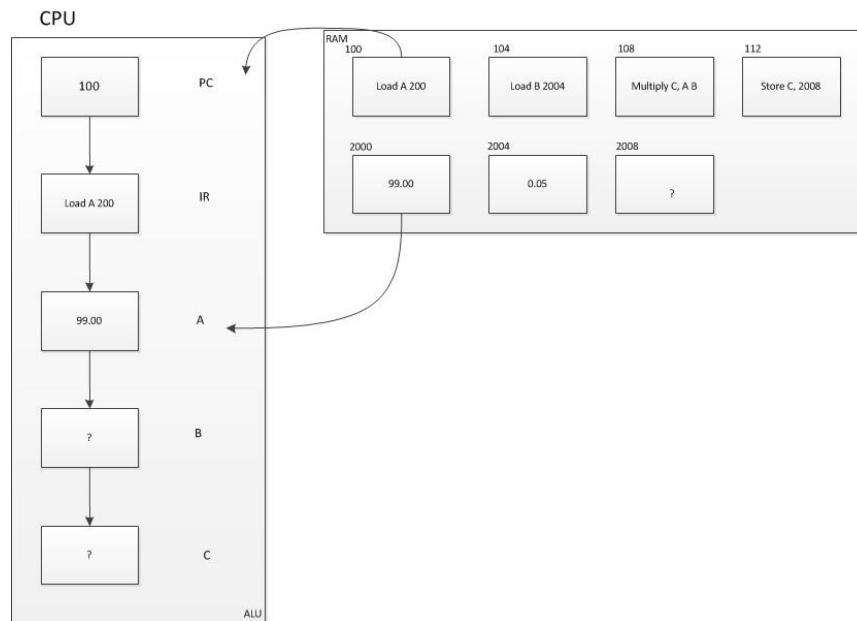 CPU
RAM
100 104 108 112
Load A 200 Load B 2004 Multiply C, A B Store C, 2008
2000 2004 2008
99.00 0.05 ?
100 PC
Load A 200 IR
99.00 A
? B
? C
ALU